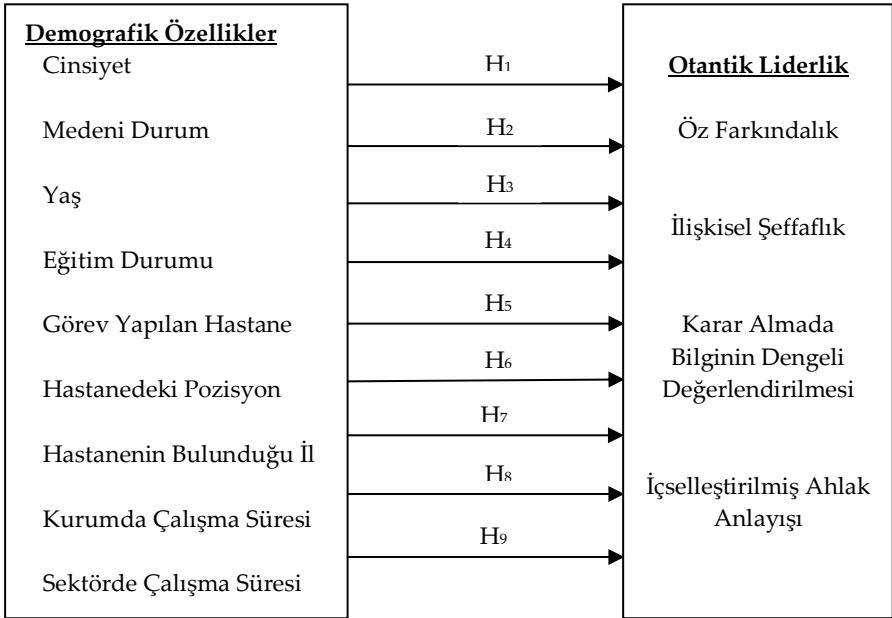 Demografik Özellikler
Cinsiyet
Medeni Durum
Yaş
Eğitim Durumu
Görev Yapılan Hastane
Hastanedeki Pozisyon
Hastanenin Bulunduğu İl
Kurumda Çalışma Süresi
Sektörde Çalışma Süresi
H₁
H₂
H₃
H₄
H₅
H₆
H₇
H₈
H₉
Otantik Liderlik
Öz Farkındalık
İlişkisel Şeffaflık
Karar Almada
Bilginin Dengeli
Değerlendirilmesi
İçselleştirilmiş Ahlak
Anlayışı